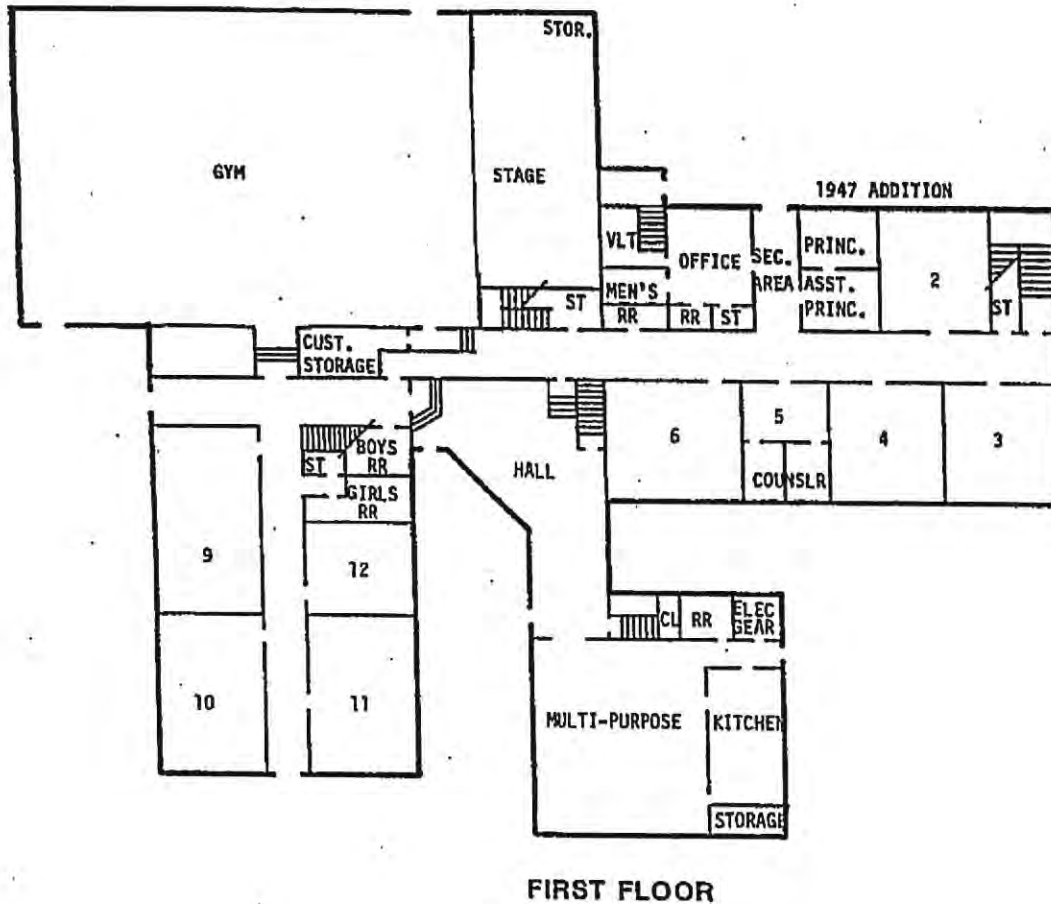 STOR.
GYM
STAGE
1947 ADDITION
VLT
OFFICE
SEC.
AREA
PRINC.
ASST.
PRINC.
2
ST
MEN'S
RR
RR
ST
ST
CUST.
STORAGE
6
5
COUNSLR
4
3
BOYS
RR
ST
GIRLS
RR
HALL
9
12
10
11
CL
RR
ELEC
GEAR
MULTI-PURPOSE
KITCHEN
STORAGE
FIRST FLOOR